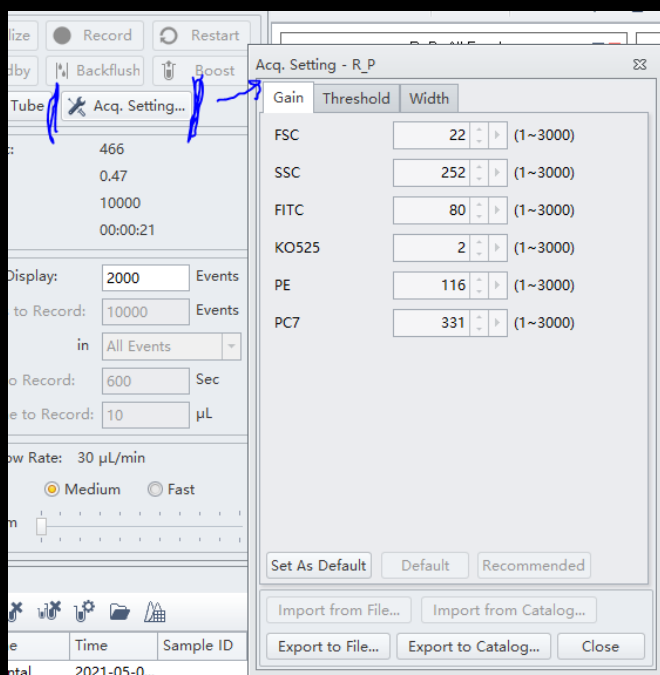 Record
Restart
Backflush
Boost
Tube
Acq. Setting...
466
0.47
10000
00:00:21
Display:
2000
Events
to Record:
10000
Events
in
All Events
Record:
600
Sec
to Record:
10
µL
Rate:
30 µL/min
Medium
Fast
Time
Sample ID
2021-05-0...
Acq. Setting - R_P
Gain
Threshold
Width
FSC
22
(1~3000)
SSC
252
(1~3000)
FITC
80
(1~3000)
KO525
2
(1~3000)
PE
116
(1~3000)
PC7
331
(1~3000)
Set As Default
Default
Recommended
Import from File...
Import from Catalog...
Export to File...
Export to Catalog...
Close